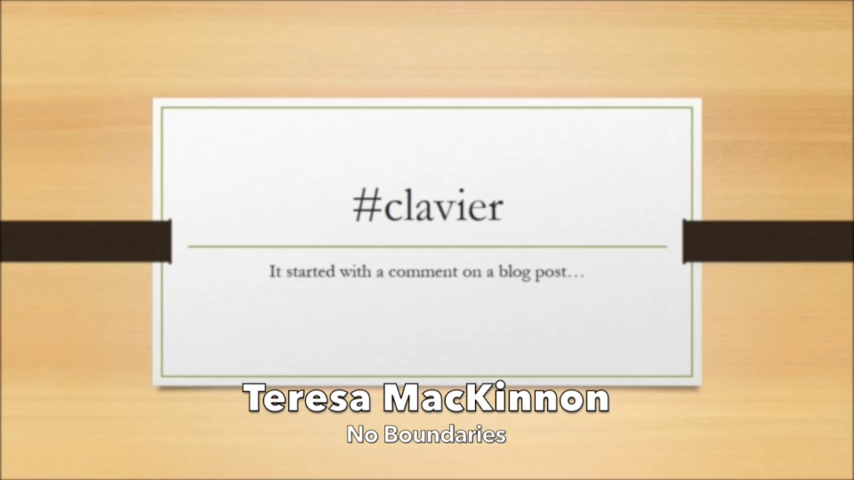 #clavier
It started with a comment on a blog post...
Teresa MacKinnon
No Boundaries